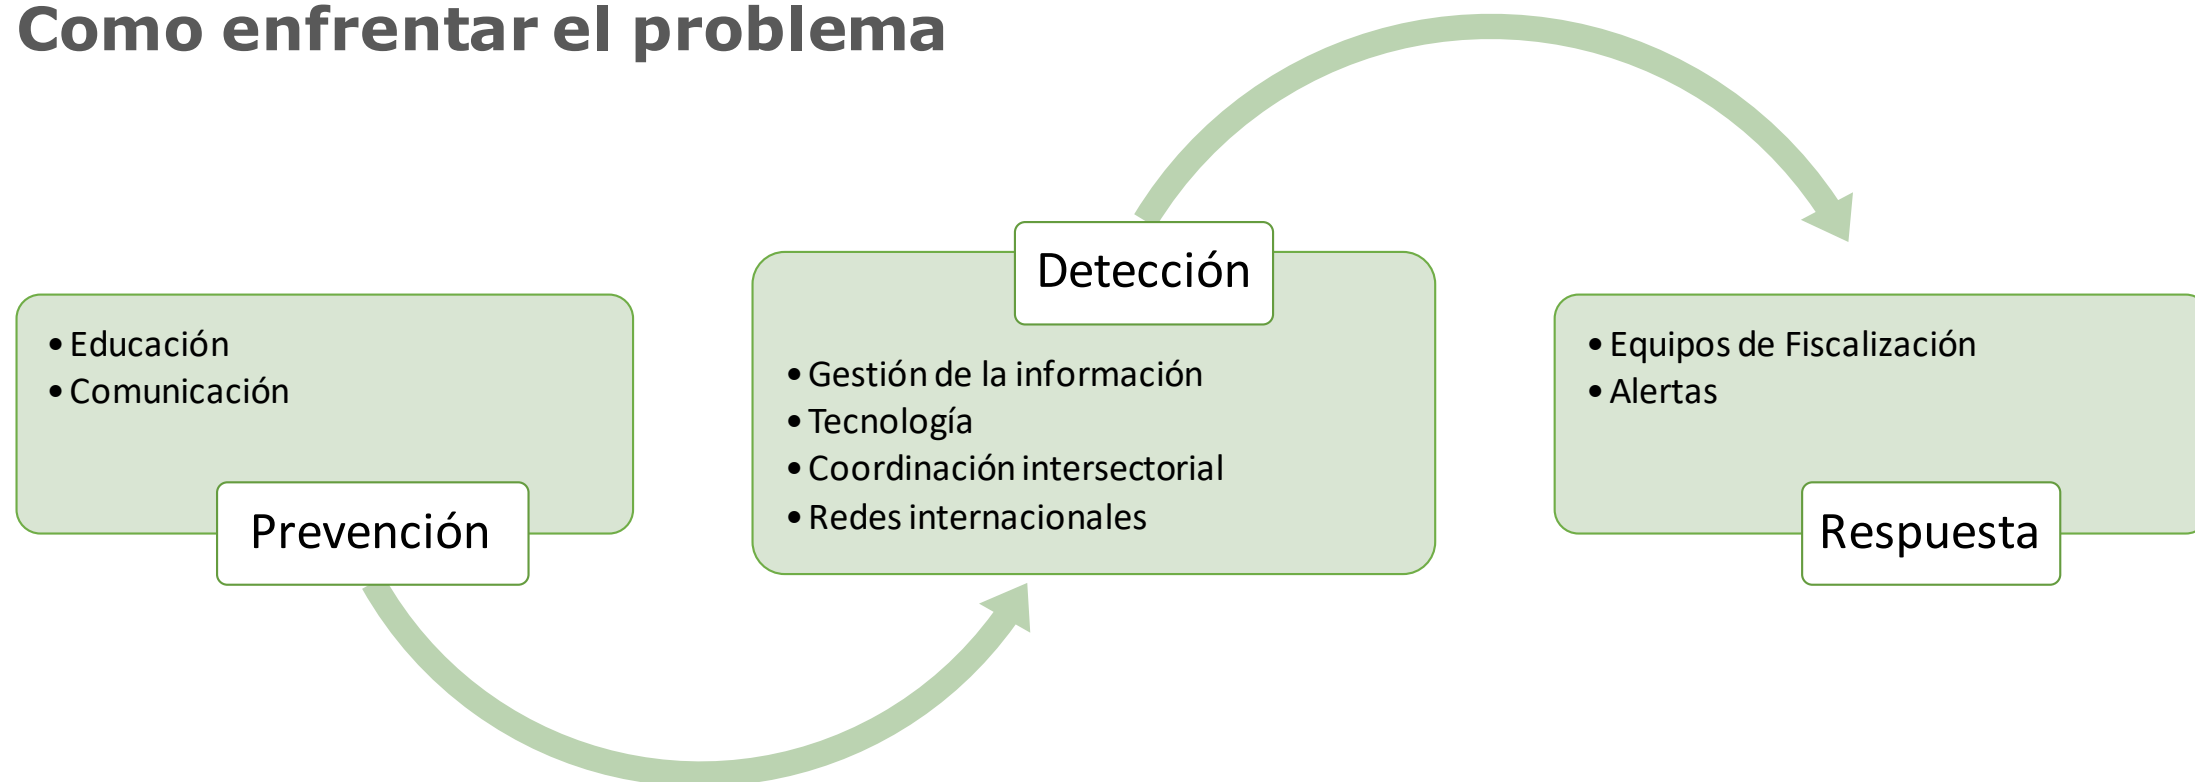 Como enfrentar el problema
• Educación
• Comunicación
Prevención
Detección
• Gestión de la información
• Tecnología
• Coordinación intersectorial
• Redes internacionales
• Equipos de Fiscalización
• Alertas
Respuesta